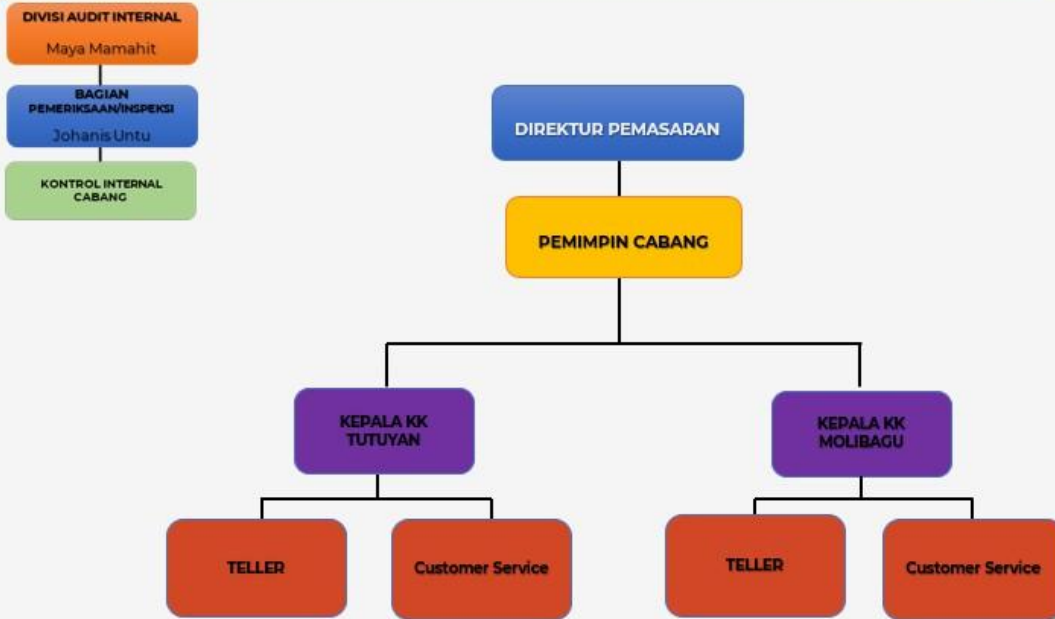 DIVISI AUDIT INTERNAL
Maya Mamahit
BAGIAN
PEMERIKSAAN/INSPEKSI
Johanis Untu
KONTROL INTERNAL
CABANG
DIREKTUR PEMASARAN
PEMIMPIN CABANG
KEPALA KK
TUTUYAN
KEPALA KK
MOLIBAGU
TELLER
Customer Service
TELLER
Customer Service